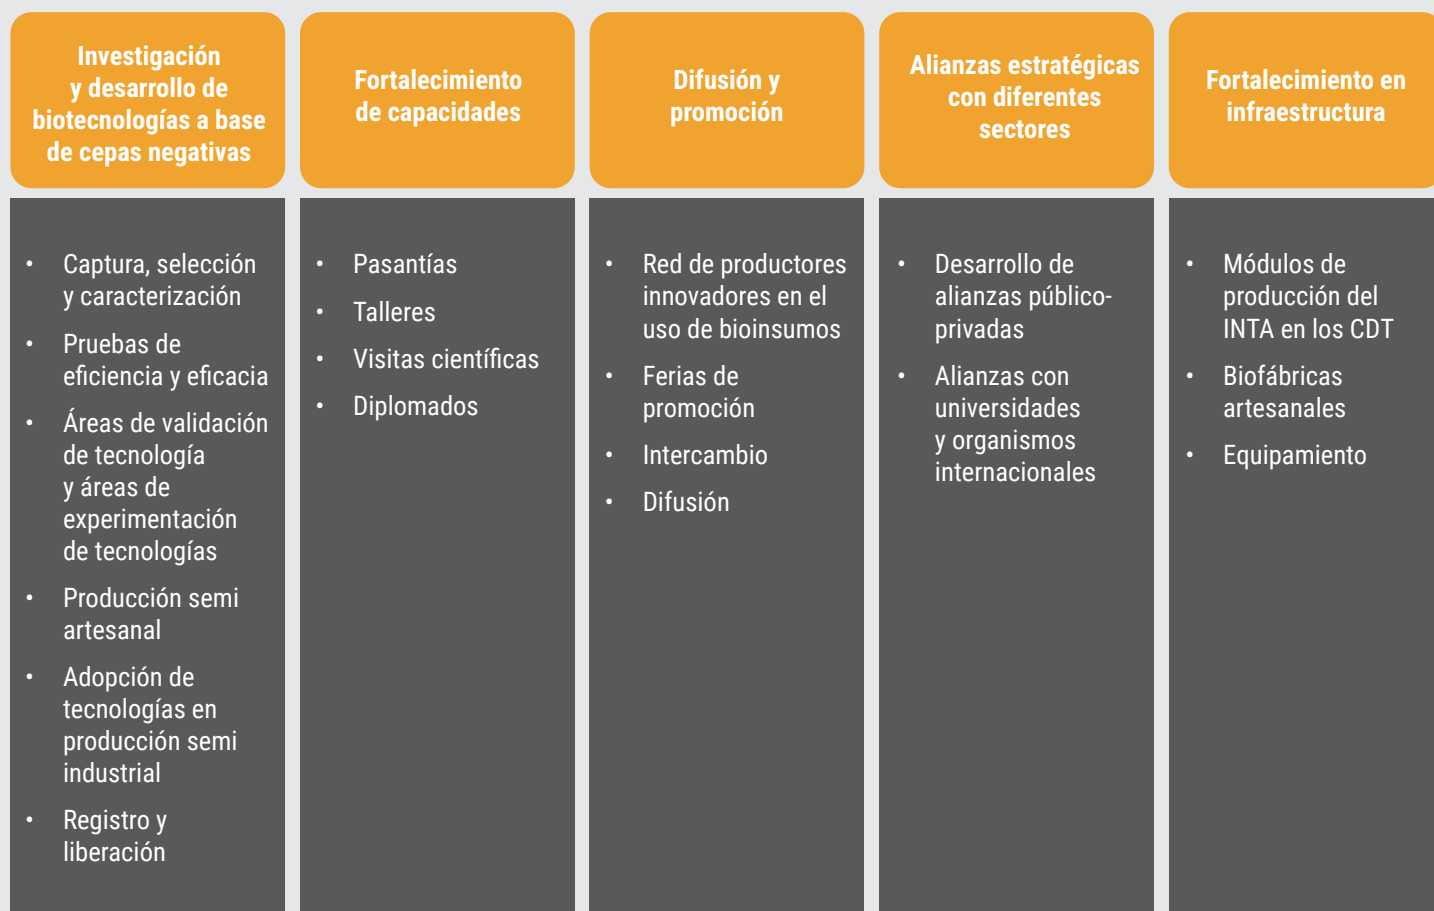 Investigación
y desarrollo de
biotecnologías a base
de cepas negativas
• Captura, selección
y caracterización
• Pruebas de
eficiencia y eficacia
• Áreas de validación
de tecnología
y áreas de
experimentación
de tecnologías
• Producción semi
artesanal
• Adopción de
tecnologías en
producción semi
industrial
• Registro y
liberación
Fortalecimiento
de capacidades
• Pasantías
• Talleres
• Visitas científicas
• Diplomados
Difusión y
promoción
• Red de productores
innovadores en el
uso de bioinsumos
• Ferias de
promoción
• Intercambio
• Difusión
Alianzas estratégicas
con diferentes
sectores
• Desarrollo de
alianzas público-
privadas
• Alianzas con
universidades
y organismos
internacionales
Fortalecimiento en
infraestructura
• Módulos de
producción del
INTA en los CDT
• Biofábricas
artesanales
• Equipamiento